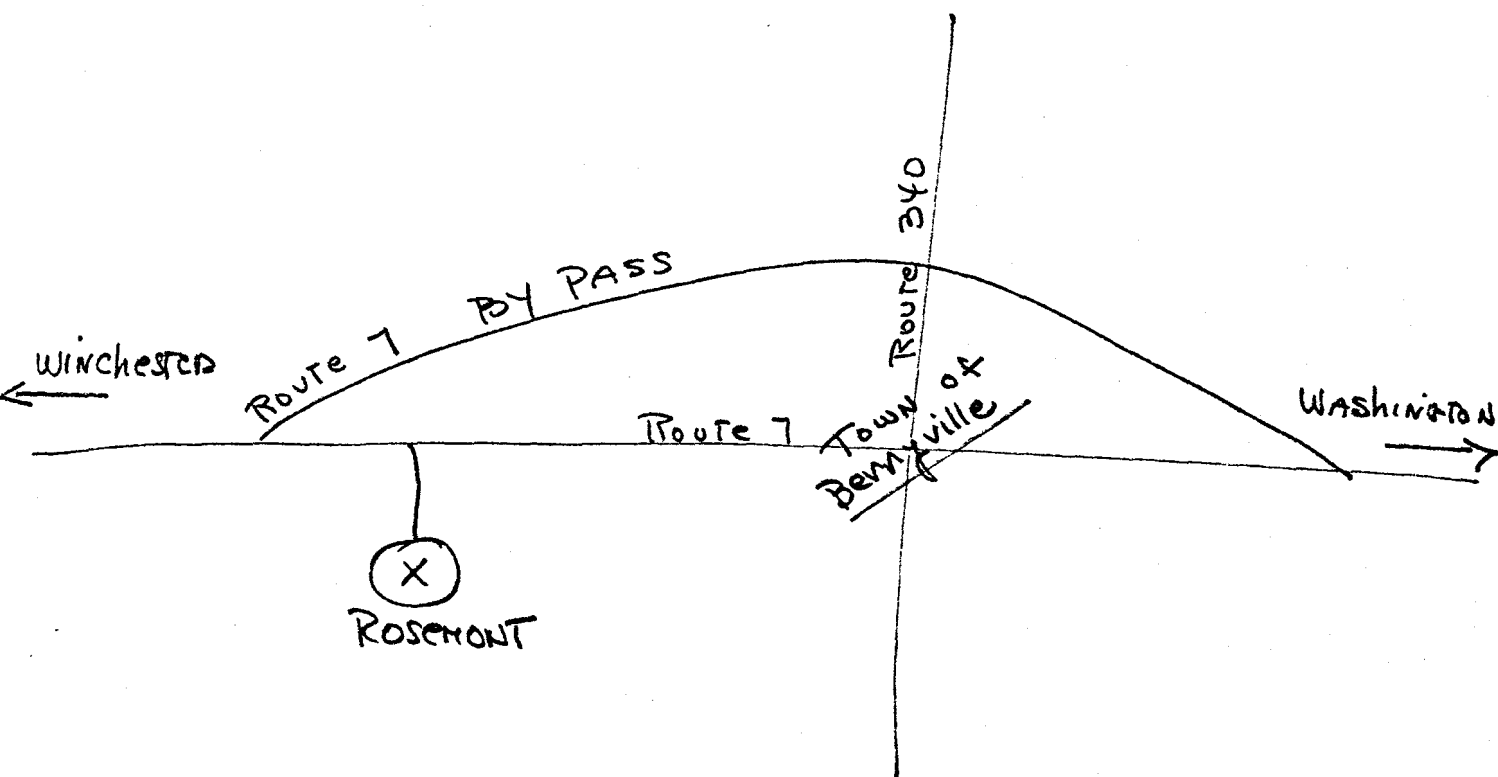 Route 340
Route 7 BY PASS
Winchester
Washington
Route 7
Town of
Berryville
X
Rosemont